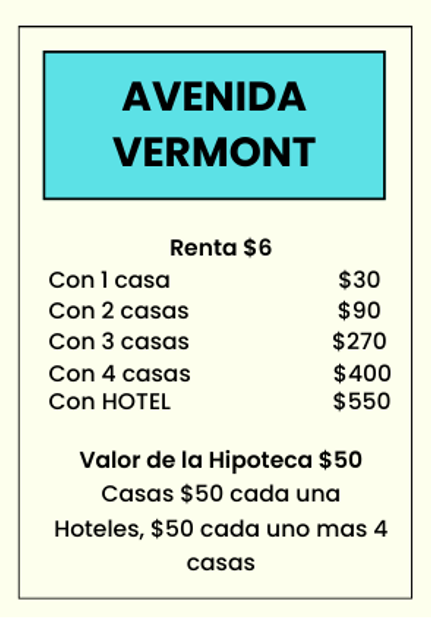 AVENIDA
VERMONT
Renta $6
Con 1 casa $30
Con 2 casas $90
Con 3 casas $270
Con 4 casas $400
Con HOTEL $550
Valor de la Hipoteca $50
Casas $50 cada una
Hoteles, $50 cada uno mas 4
casas